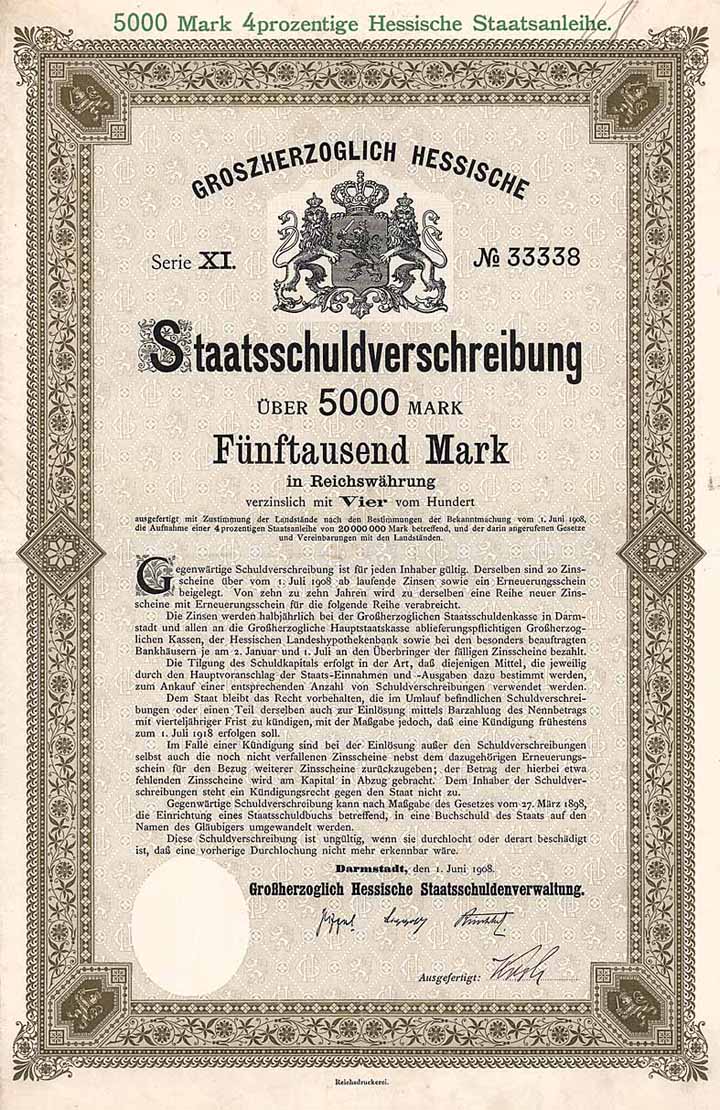 5000 Mark 4prozentige Hessische Staatsanleihe.
GROSZHERZOGLICH HESSISCHE
Serie XI.
№ 33338
Staatsschuldverschreibung
ÜBER 5000 MARK
Fünftausend Mark
in Reichswährung
verzinslich mit Vier vom Hundert
ausgefertigt mit Zustimmung der Landstände nach den Bestimmungen der Bekanntmachung vom 1. Juni 1908,
die Aufnahme einer 4prozentigen Staatsanleihe von 20 000 000 Mark betreffend, und der darin angerufenen Gesetze
und Vereinbarungen mit den Landständen.
Gegenwärtige Schuldverschreibung ist für jeden Inhaber gültig. Derselben sind 20 Zins-
scheine über vom 1. Juli 1908 ab laufende Zinsen sowie ein Erneuerungsschein
beigelegt. Von zehn zu zehn Jahren wird zu derselben eine Reihe neuer Zins-
scheine mit Erneuerungsschein für die folgende Reihe verabreicht.
Die Zinsen werden halbjährlich bei der Großherzoglichen Staatsschuldenkasse in Darm-
stadt und allen an die Großherzogliche Hauptstaatskasse ablieferungspflichtigen Großherzog-
lichen Kassen, der Hessischen Landeshypothekenbank sowie bei den besonders beauftragten
Bankhäusern je am 2. Januar und 1. Juli an den Überbringer der fälligen Zinsscheine bezahlt.
Die Tilgung des Schuldkapitals erfolgt in der Art, daß diejenigen Mittel, die jeweilig
durch den Hauptvoranschlag der Staats-Einnahmen und -Ausgaben dazu bestimmt werden,
zum Ankauf einer entsprechenden Anzahl von Schuldverschreibungen verwendet werden.
Dem Staat bleibt das Recht vorbehalten, die im Umlauf befindlichen Schuldverschrei-
bungen oder einen Teil derselben auch zur Einlösung mittels Barzahlung des Nennbetrags
mit vierteljähriger Frist zu kündigen, mit der Maßgabe jedoch, daß eine Kündigung frühestens
zum 1. Juli 1918 erfolgen soll.
Im Falle einer Kündigung sind bei der Einlösung außer den Schuldverschreibungen
selbst auch die noch nicht verfallenen Zinsscheine nebst dem dazugehörigen Erneuerungs-
schein für den Bezug weiterer Zinsscheine zurückzugeben; der Betrag der hierbei etwa
fehlenden Zinsscheine wird am Kapital in Abzug gebracht. Dem Inhaber der Schuldver-
schreibungen steht ein Kündigungsrecht gegen den Staat nicht zu.
Gegenwärtige Schuldverschreibung kann nach Maßgabe des Gesetzes vom 27. März 1898,
die Einrichtung eines Staatsschuldbuchs betreffend, in eine Buchschuld des Staats auf den
Namen des Gläubigers umgewandelt werden.
Diese Schuldverschreibung ist ungültig, wenn sie durchlocht oder derart beschädigt
ist, daß eine vorherige Durchlochung nicht mehr erkennbar wäre.
Darmstadt, den 1. Juni 1908.
Großherzoglich Hessische Staatsschuldenverwaltung.
Ausgefertigt:
Reichsdruckerei.